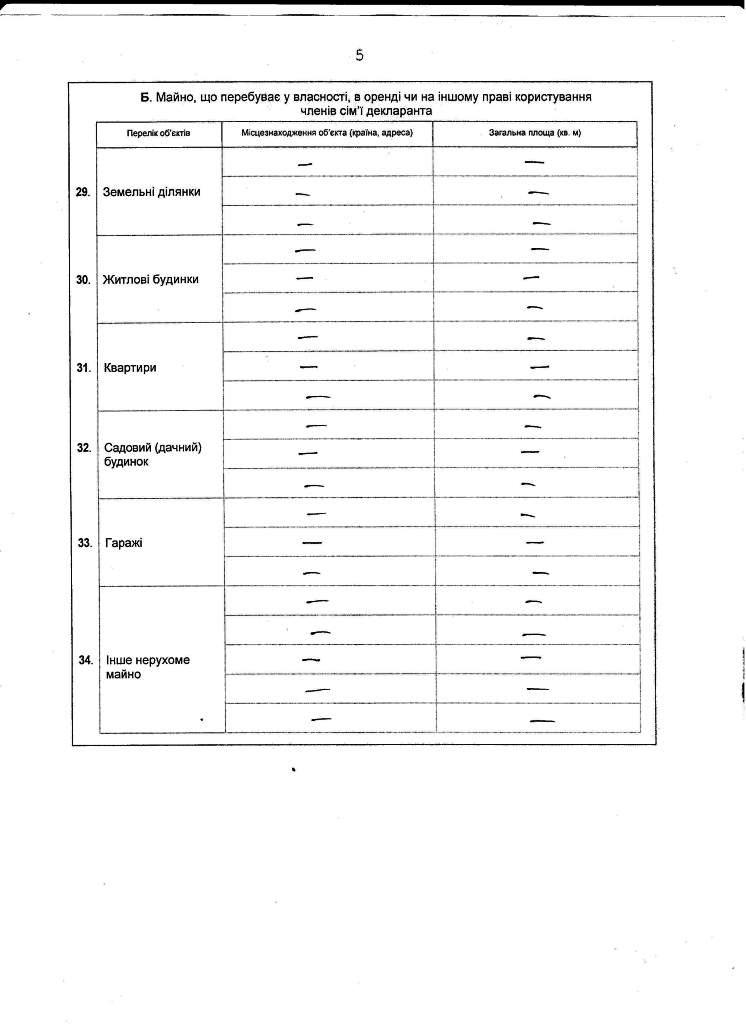 5
Б. Майно, що перебуває у власності, в оренді чи на іншому праві користування
членів сім'ї декларанта
Перелік об'єктів Місцезнаходження об'єкта (країна, адреса) Загальна площа (кв. м)
— —
29. Земельні ділянки — —
— —
— —
30. Житлові будинки — —
— —
— —
31. Квартири — —
— —
— —
32. Садовий (дачний) — —
будинок
— —
— —
33. Гаражі — —
— —
— —
— —
34. Інше нерухоме — —
майно
— —
— —